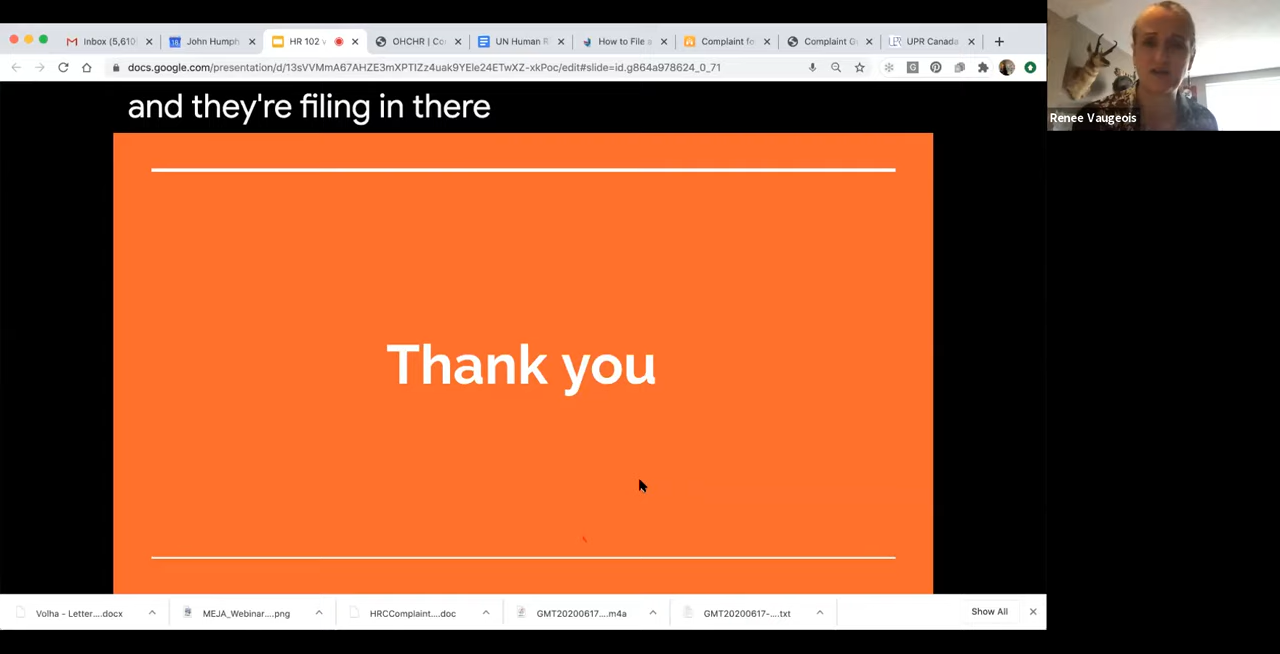 Inbox (5,610
John Humph
HR 102 v
OHCHR | Co
UN Human R
How to File a
Complaint fo
Complaint G
UPR Canada
docs.google.com/presentation/d/13sVVMmA67AHZE3mXPTIZz4uak9YEle24ETwXZ-xkPoc/edit#slide=id.g864a978624_0_71
Renee Vaugeois
and they're filing in there
Thank you
Volha - Letter....docx
MEJA_Webinar....png
HRCComplaint....doc
GMT20200617....m4a
GMT20200617-....txt
Show All